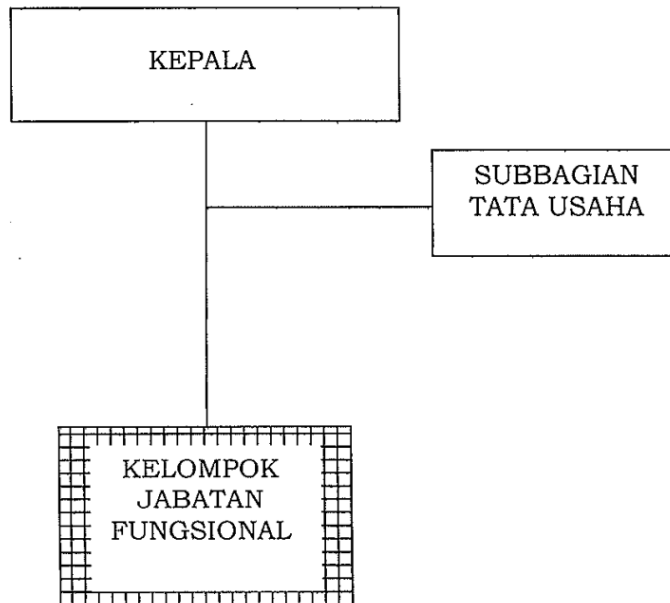 KEPALA
SUBBAGIAN
TATA USAHA
KELOMPOK
JABATAN
FUNGSIONAL